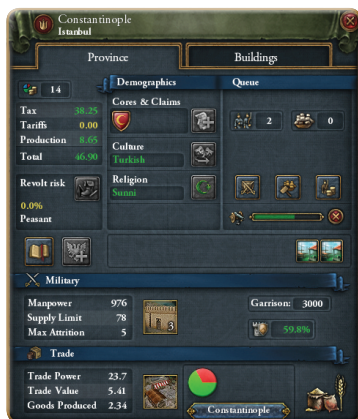 Constantinople
Istanbul
Province
Buildings
14
Tax 38.25
Tariffs 0.00
Production 8.65
Total 46.90
Revolt risk
0.0%
Peasant
Demographics
Cores & Claims
Culture
Turkish
Religion
Sunni
Queue
2
0
Military
Manpower 976
Supply Limit 78
Max Attrition 5
3
Garrison: 3000
59.8%
Trade
Trade Power 23.7
Trade Value 5.41
Goods Produced 2.34
Constantinople